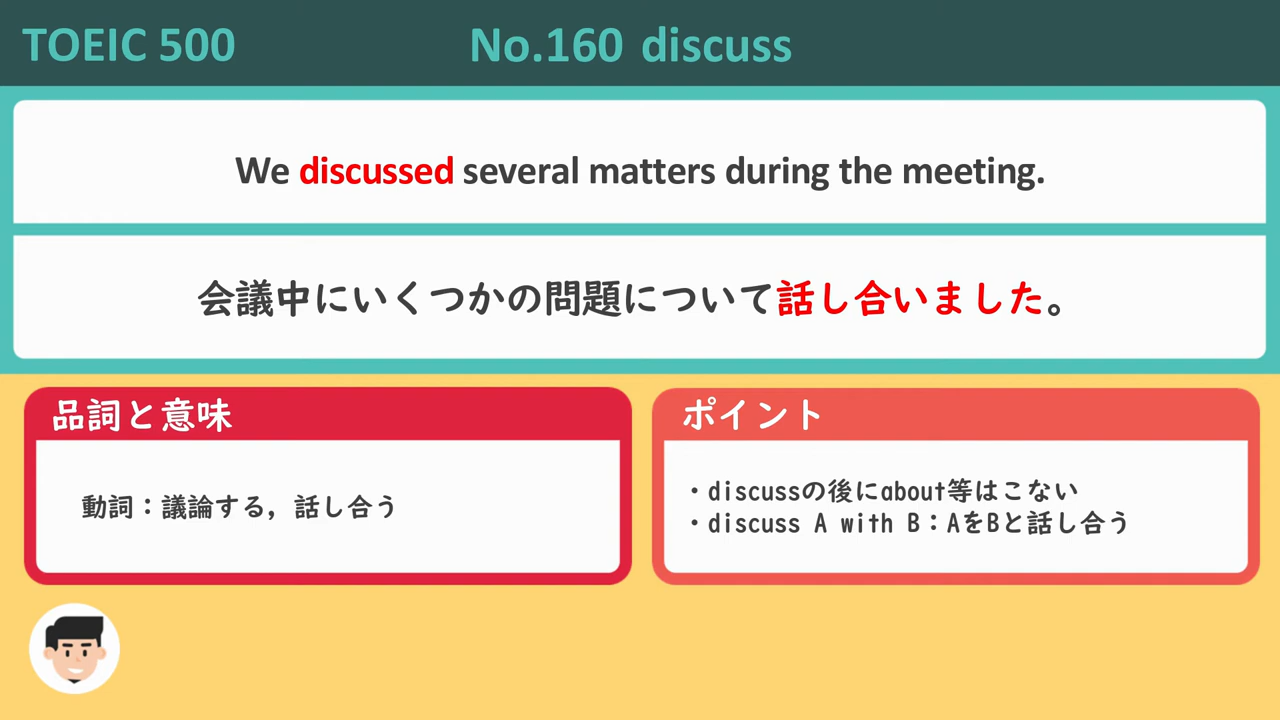 TOEIC 500
No.160 discuss
We discussed several matters during the meeting.
会議中にいくつかの問題について話し合いました。
品詞と意味
動詞：議論する，話し合う
ポイント
・discussの後にabout等はこない
・discuss A with B：AをBと話し合う